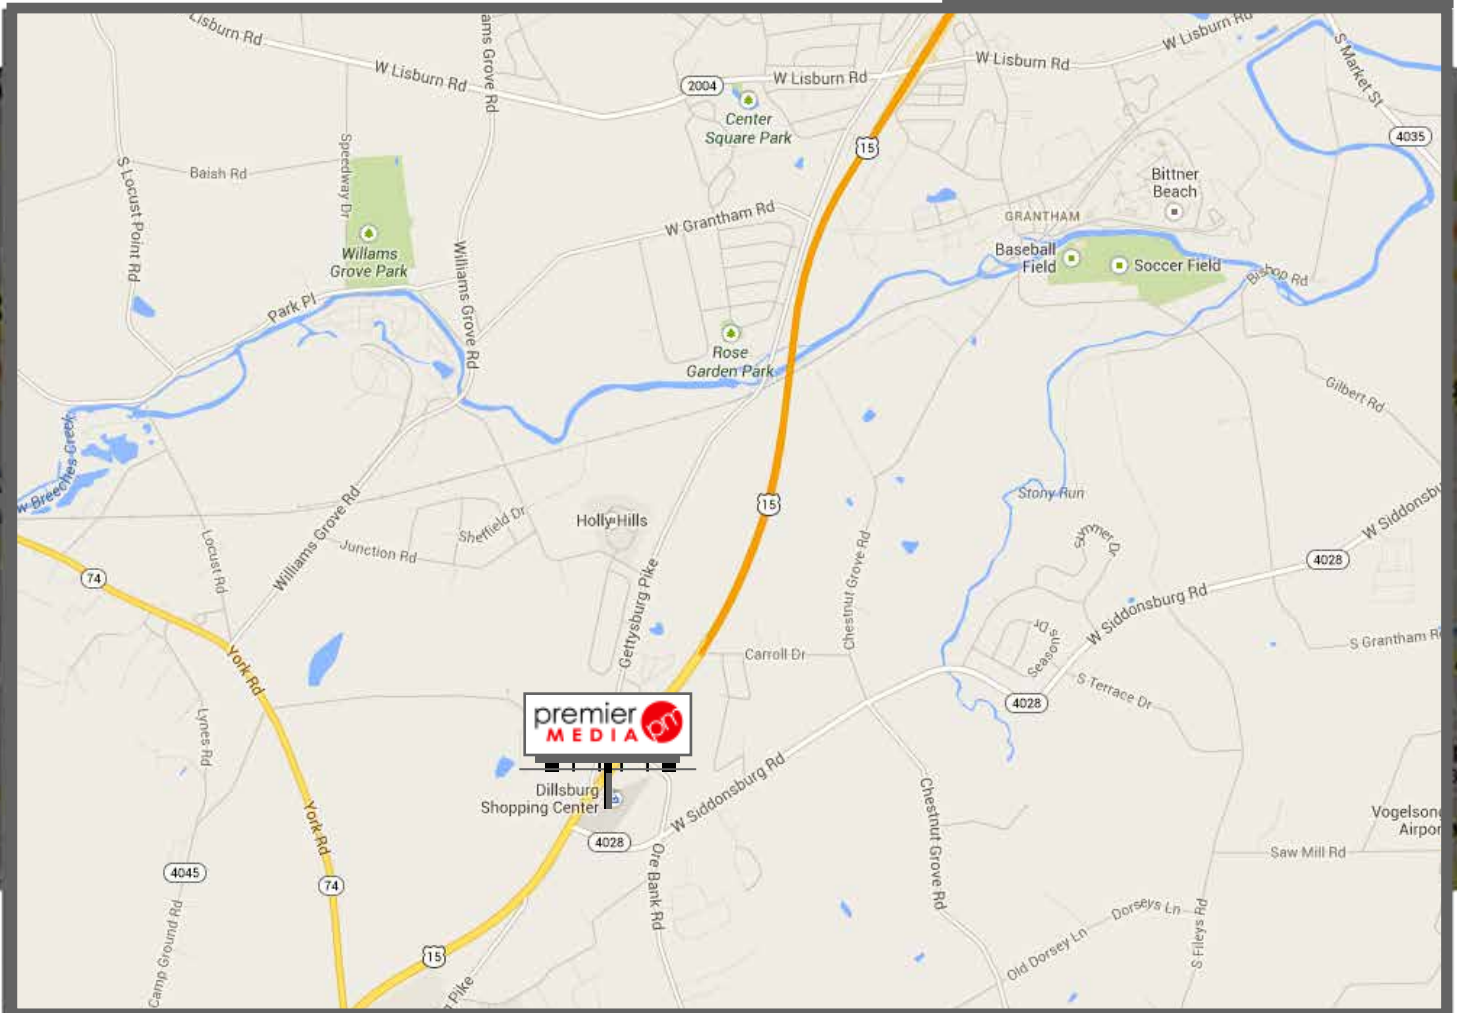 Lisburn Rd
ams Grove Rd
W Lisburn Rd
2004
W Lisburn Rd
W Lisburn Rd
W Lisburn Rd
S Market St
4035
Center
Square Park
15
Speedway Dr
Baish Rd
S Locust Point Rd
Bittner
Beach
GRANTHAM
W Grantham Rd
Willams
Grove Park
Williams Grove Rd
Baseball
Field
Soccer Field
Bishop Rd
Park Pl
Rose
Garden Park
Gilbert Rd
w Breeches Creek
Stony Run
15
W Siddonsbu
Holly Hills
Sheffield Dr
Junction Rd
Williams Grove Rd
Locust Rd
74
Summer Dr
4028
Chestnut Grove Rd
Gettysburg Pike
W Siddonsburg Rd
Seasons Dr
S Grantham R
Carroll Dr
York Rd
S Terrace Dr
4028
premier
MEDIA
pm
Lynes Rd
Dillsburg
Shopping Center
W Siddonsburg Rd
4028
York Rd
Chestnut Grove Rd
Vogelson
Airpor
Saw Mill Rd
4045
74
Ore Bank Rd
Dorseys Ln
Old Dorsey Ln
S Fileys Rd
Camp Ground Rd
15
Pike